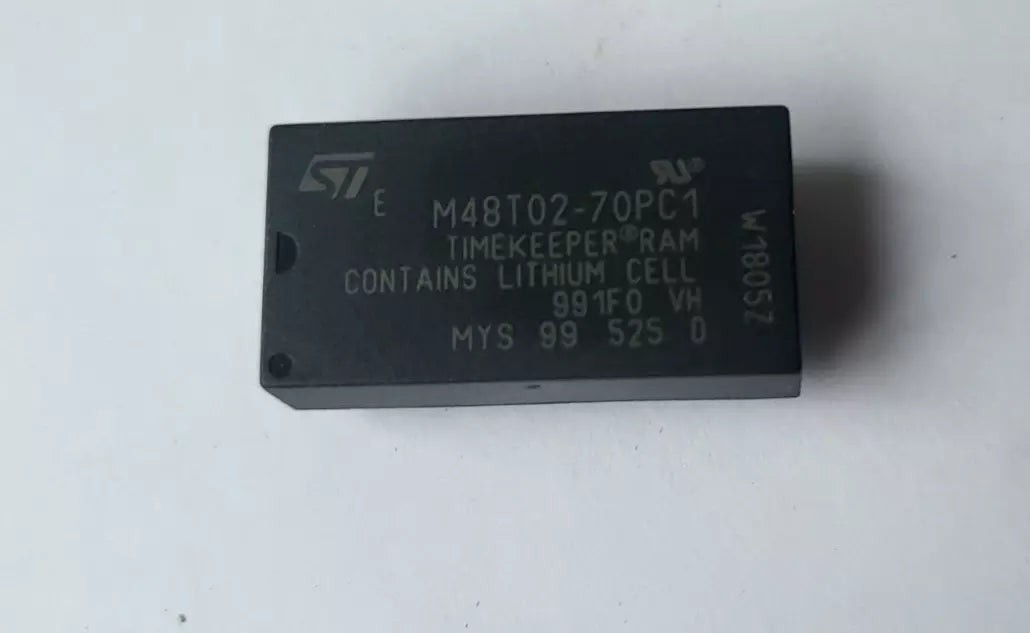 ST
E M48T02-70PC1
TIMEKEEPER®RAM
CONTAINS LITHIUM CELL
991F0 VH
MYS 99 525 0
W1805Z